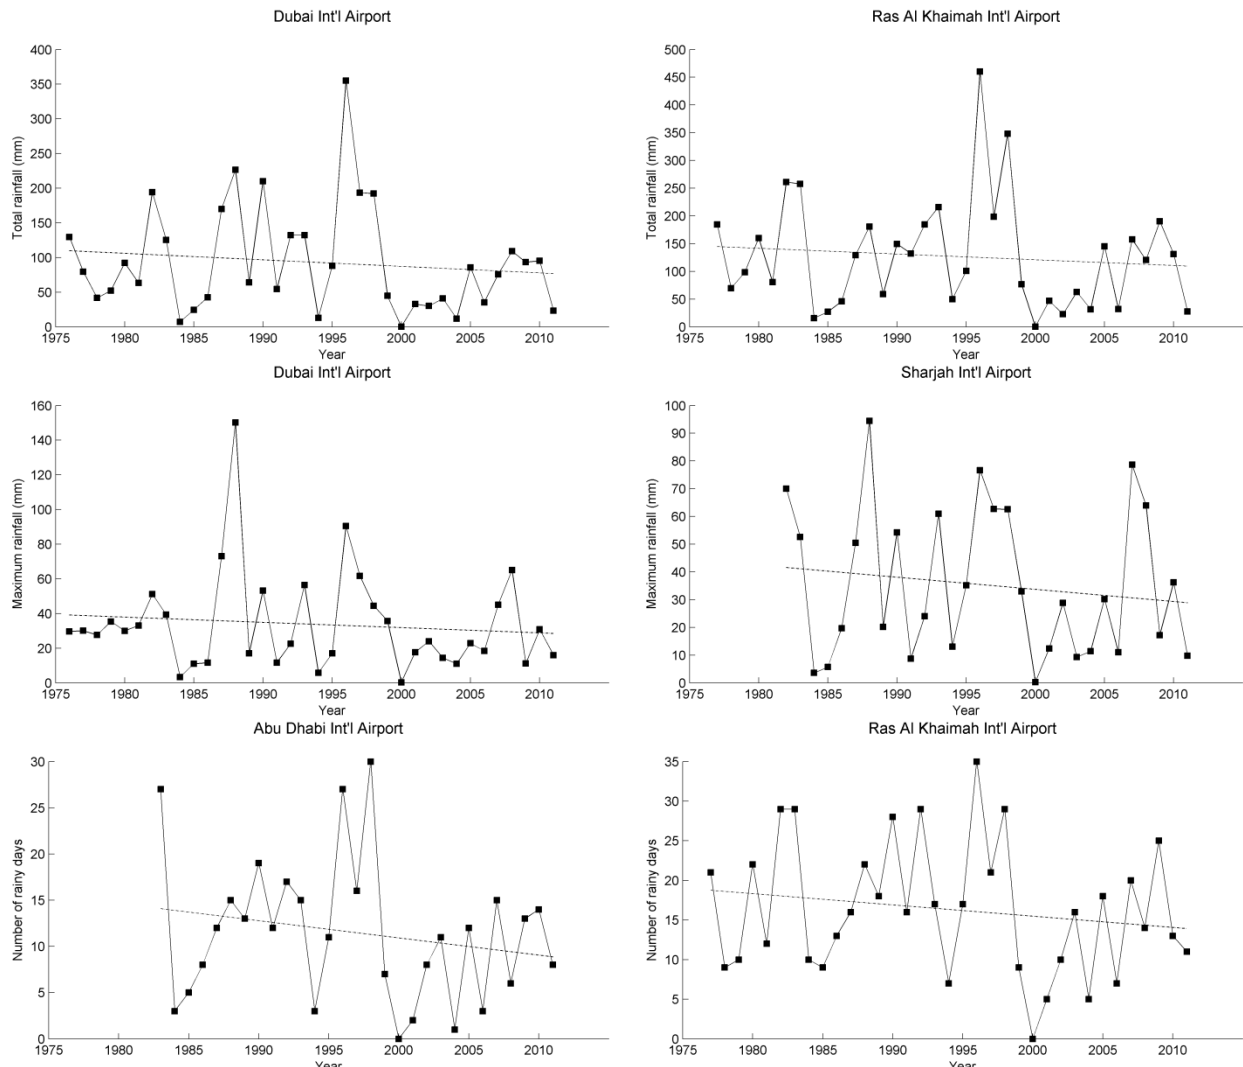 Dubai Int'l Airport
400
350
300
250
200
150
100
50
0
Total rainfall (mm)
1975 1980 1985 1990 1995 2000 2005 2010
Year
Ras Al Khaimah Int'l Airport
500
450
400
350
300
250
200
150
100
50
0
Total rainfall (mm)
1975 1980 1985 1990 1995 2000 2005 2010
Year
Dubai Int'l Airport
160
140
120
100
80
60
40
20
0
Maximum rainfall (mm)
1975 1980 1985 1990 1995 2000 2005 2010
Year
Sharjah Int'l Airport
100
90
80
70
60
50
40
30
20
10
0
Maximum rainfall (mm)
1975 1980 1985 1990 1995 2000 2005 2010
Year
Abu Dhabi Int'l Airport
30
25
20
15
10
5
0
Number of rainy days
1975 1980 1985 1990 1995 2000 2005 2010
Year
Ras Al Khaimah Int'l Airport
35
30
25
20
15
10
5
0
Number of rainy days
1975 1980 1985 1990 1995 2000 2005 2010
Year